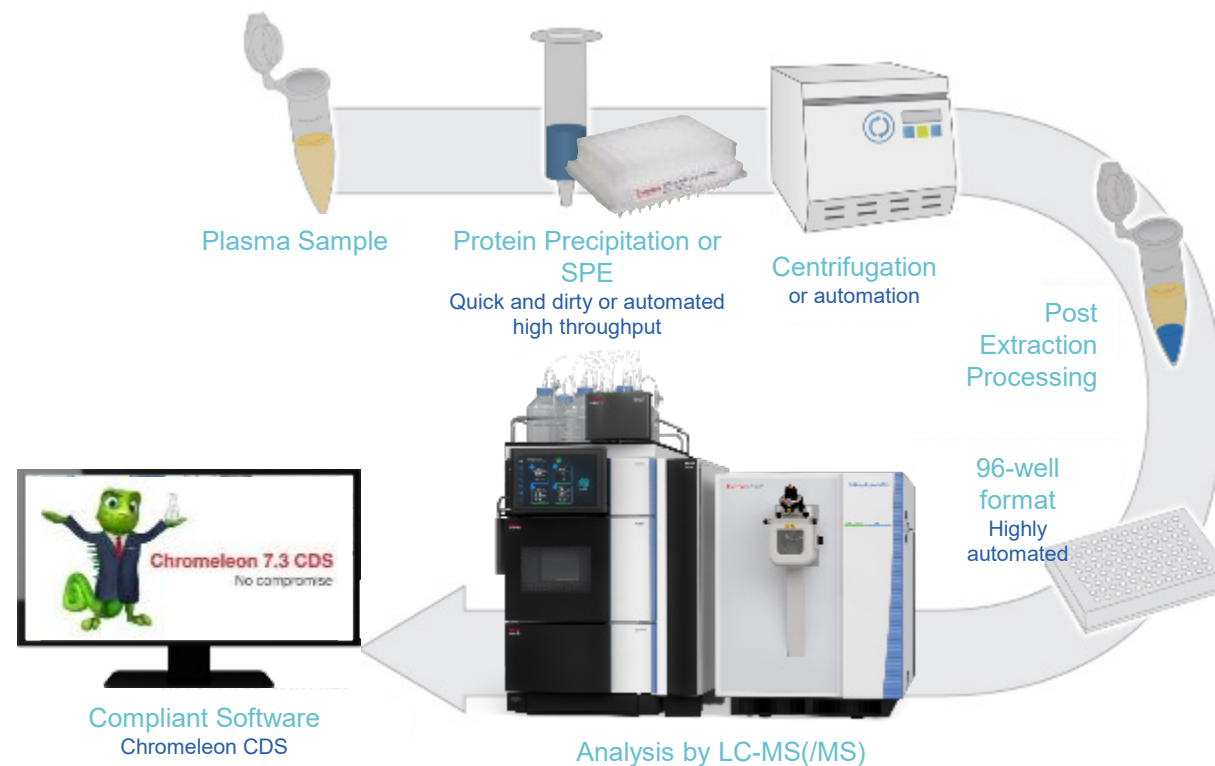 Plasma Sample
Protein Precipitation or
SPE
Quick and dirty or automated
high throughput
Centrifugation
or automation
Post
Extraction
Processing
96-well
format
Highly
automated
Analysis by LC-MS(/MS)
Chromeleon 7.3 CDS
No compromise
Compliant Software
Chromeleon CDS